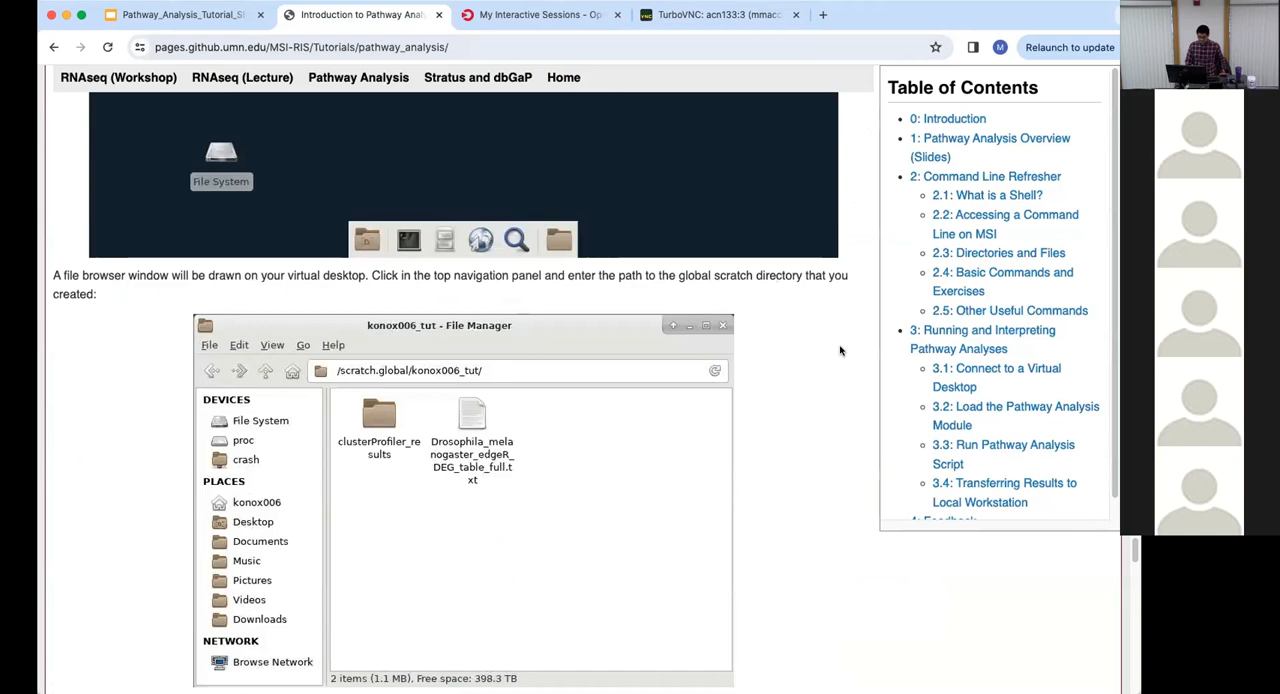 Pathway_Analysis_Tutorial_S
Introduction to Pathway Anal
My Interactive Sessions - Op
TurboVNC: acn133:3 (mmacc
pages.github.umn.edu/MSI-RIS/Tutorials/pathway_analysis/
M
Relaunch to update
RNAseq (Workshop)
RNAseq (Lecture)
Pathway Analysis
Stratus and dbGaP
Home
File System
A file browser window will be drawn on your virtual desktop. Click in the top navigation panel and enter the path to the global scratch directory that you
created:
konox006_tut - File Manager
File Edit View Go Help
/scratch.global/konox006_tut/
DEVICES
File System
proc
crash
PLACES
konox006
Desktop
Documents
Music
Pictures
Videos
Downloads
NETWORK
Browse Network
clusterProfiler_re
sults
Drosophila_mela
nogaster_edgeR_
DEG_table_full.t
xt
2 items (1.1 MB), Free space: 398.3 TB
Table of Contents
0: Introduction
1: Pathway Analysis Overview
(Slides)
2: Command Line Refresher
2.1: What is a Shell?
2.2: Accessing a Command
Line on MSI
2.3: Directories and Files
2.4: Basic Commands and
Exercises
2.5: Other Useful Commands
3: Running and Interpreting
Pathway Analyses
3.1: Connect to a Virtual
Desktop
3.2: Load the Pathway Analysis
Module
3.3: Run Pathway Analysis
Script
3.4: Transferring Results to
Local Workstation
4: Feedback